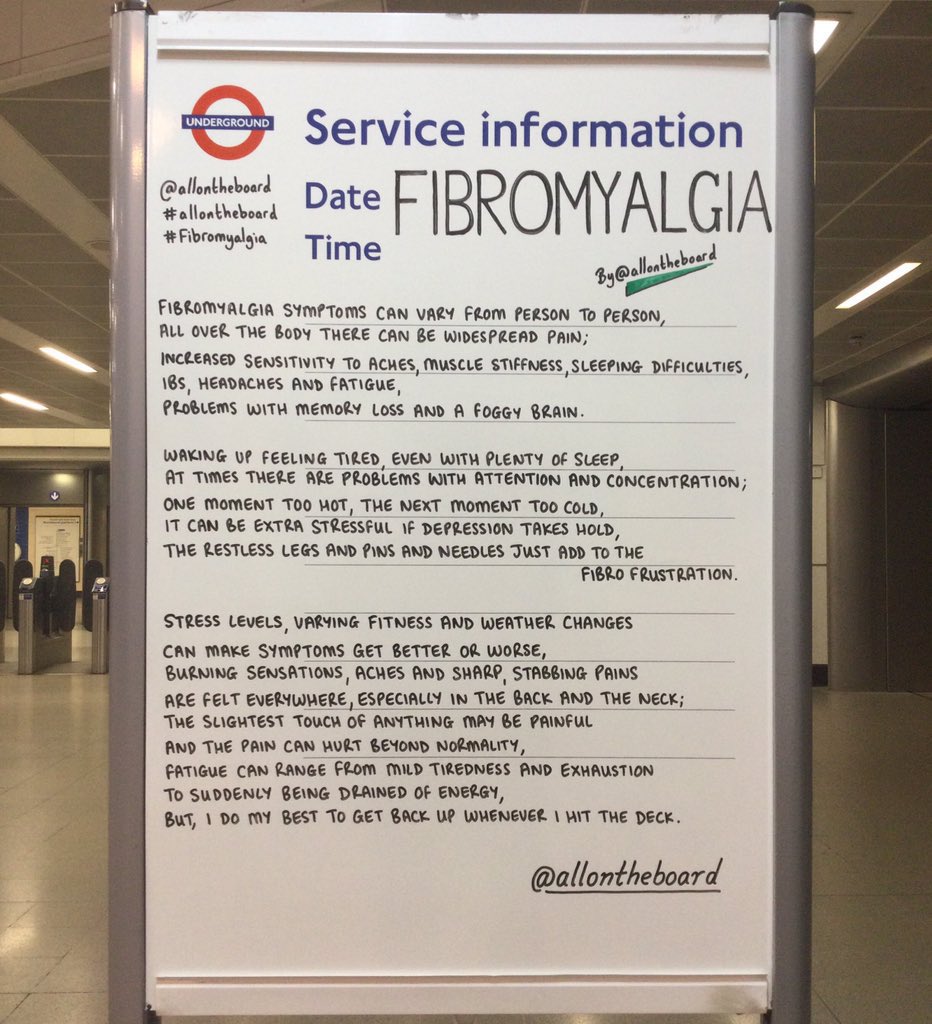 UNDERGROUND
Service information
@allontheboard
#allontheboard
#Fibromyalgia
Date
Time
FIBROMYALGIA
By@allontheboard
FIBROMYALGIA SYMPTOMS CAN VARY FROM PERSON TO PERSON,
ALL OVER THE BODY THERE CAN BE WIDESPREAD PAIN;
INCREASED SENSITIVITY TO ACHES, MUSCLE STIFFNESS, SLEEPING DIFFICULTIES,
IBS, HEADACHES AND FATIGUE,
PROBLEMS WITH MEMORY LOSS AND A FOGGY BRAIN.
WAKING UP FEELING TIRED, EVEN WITH PLENTY OF SLEEP,
AT TIMES THERE ARE PROBLEMS WITH ATTENTION AND CONCENTRATION;
ONE MOMENT TOO HOT, THE NEXT MOMENT TOO COLD,
IT CAN BE EXTRA STRESSFUL IF DEPRESSION TAKES HOLD,
THE RESTLESS LEGS AND PINS AND NEEDLES JUST ADD TO THE
FIBRO FRUSTRATION.
STRESS LEVELS, VARYING FITNESS AND WEATHER CHANGES
CAN MAKE SYMPTOMS GET BETTER OR WORSE,
BURNING SENSATIONS, ACHES AND SHARP, STABBING PAINS
ARE FELT EVERYWHERE, ESPECIALLY IN THE BACK AND THE NECK;
THE SLIGHTEST TOUCH OF ANYTHING MAY BE PAINFUL
AND THE PAIN CAN HURT BEYOND NORMALITY,
FATIGUE CAN RANGE FROM MILD TIREDNESS AND EXHAUSTION
TO SUDDENLY BEING DRAINED OF ENERGY,
BUT, I DO MY BEST TO GET BACK UP WHENEVER I HIT THE DECK.
@allontheboard